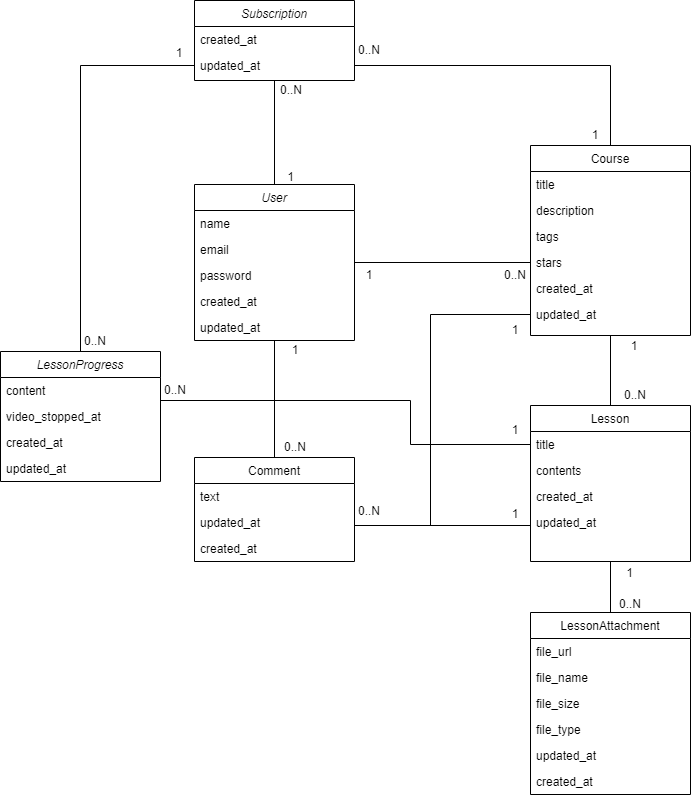 Subscription
created_at
updated_at
1
0..N
0..N
1
1
Course
title
description
tags
stars
created_at
updated_at
User
name
email
password
created_at
updated_at
1
0..N
1
1
1
0..N
LessonProgress
content
video_stopped_at
created_at
updated_at
0..N
0..N
Lesson
title
contents
created_at
updated_at
1
1
0..N
Comment
text
updated_at
created_at
0..N
1
0..N
LessonAttachment
file_url
file_name
file_size
file_type
updated_at
created_at